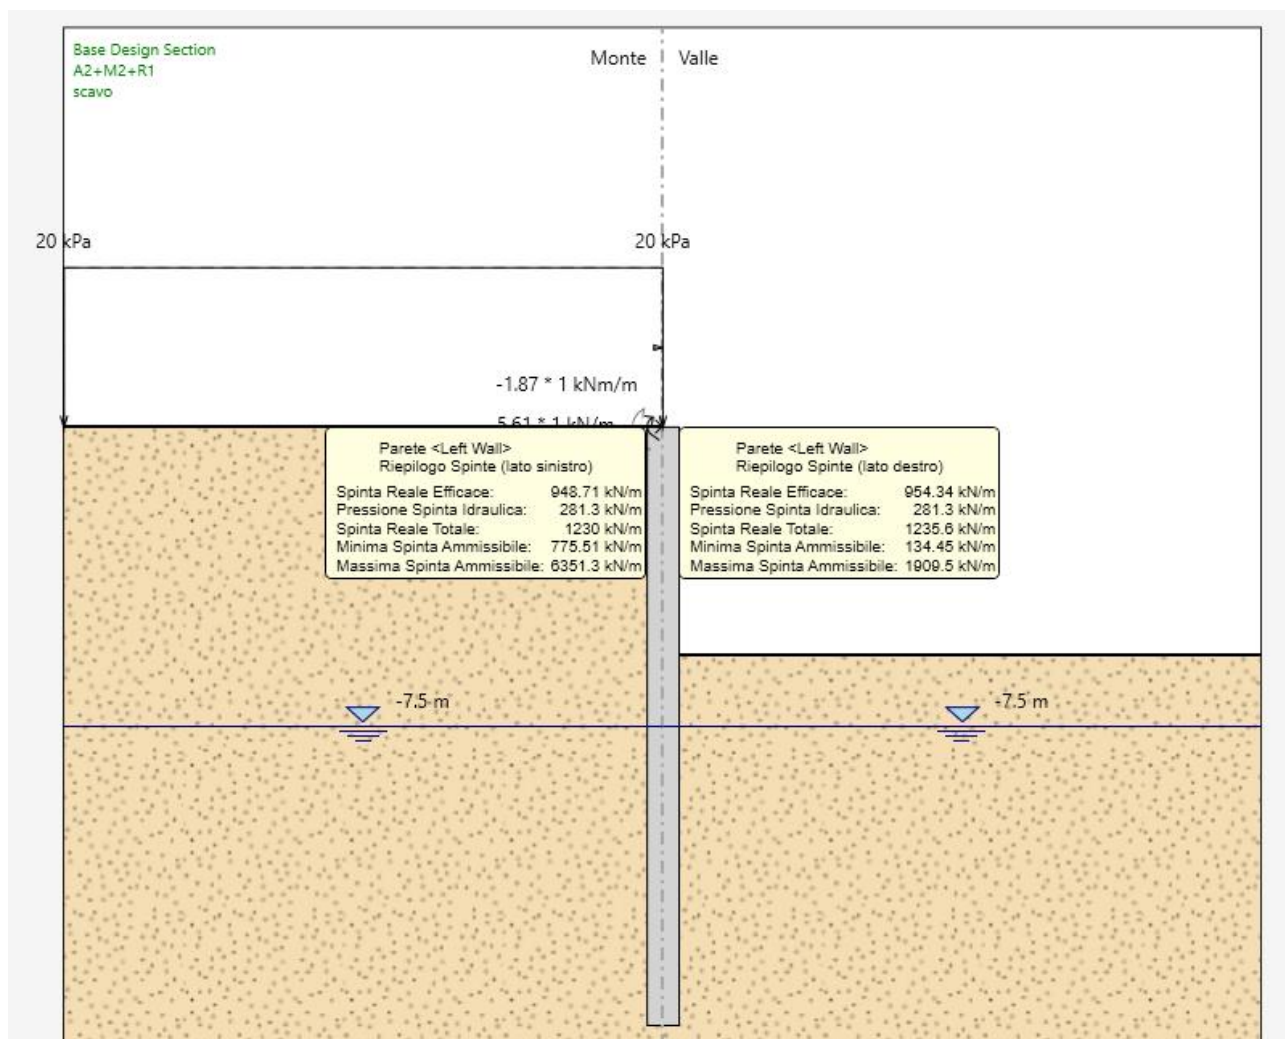 Base Design Section
A2+M2+R1
scavo
Monte Valle
20 kPa 20 kPa
-1.87 * 1 kNm/m
5.61 * 1 kN/m
Parete <Left Wall>
Riepilogo Spinte (lato sinistro)
Spinta Reale Efficace: 948.71 kN/m
Pressione Spinta Idraulica: 281.3 kN/m
Spinta Reale Totale: 1230 kN/m
Minima Spinta Ammissibile: 775.51 kN/m
Massima Spinta Ammissibile: 6351.3 kN/m
Parete <Left Wall>
Riepilogo Spinte (lato destro)
Spinta Reale Efficace: 954.34 kN/m
Pressione Spinta Idraulica: 281.3 kN/m
Spinta Reale Totale: 1235.6 kN/m
Minima Spinta Ammissibile: 134.45 kN/m
Massima Spinta Ammissibile: 1909.5 kN/m
-7.5 m -7.5 m